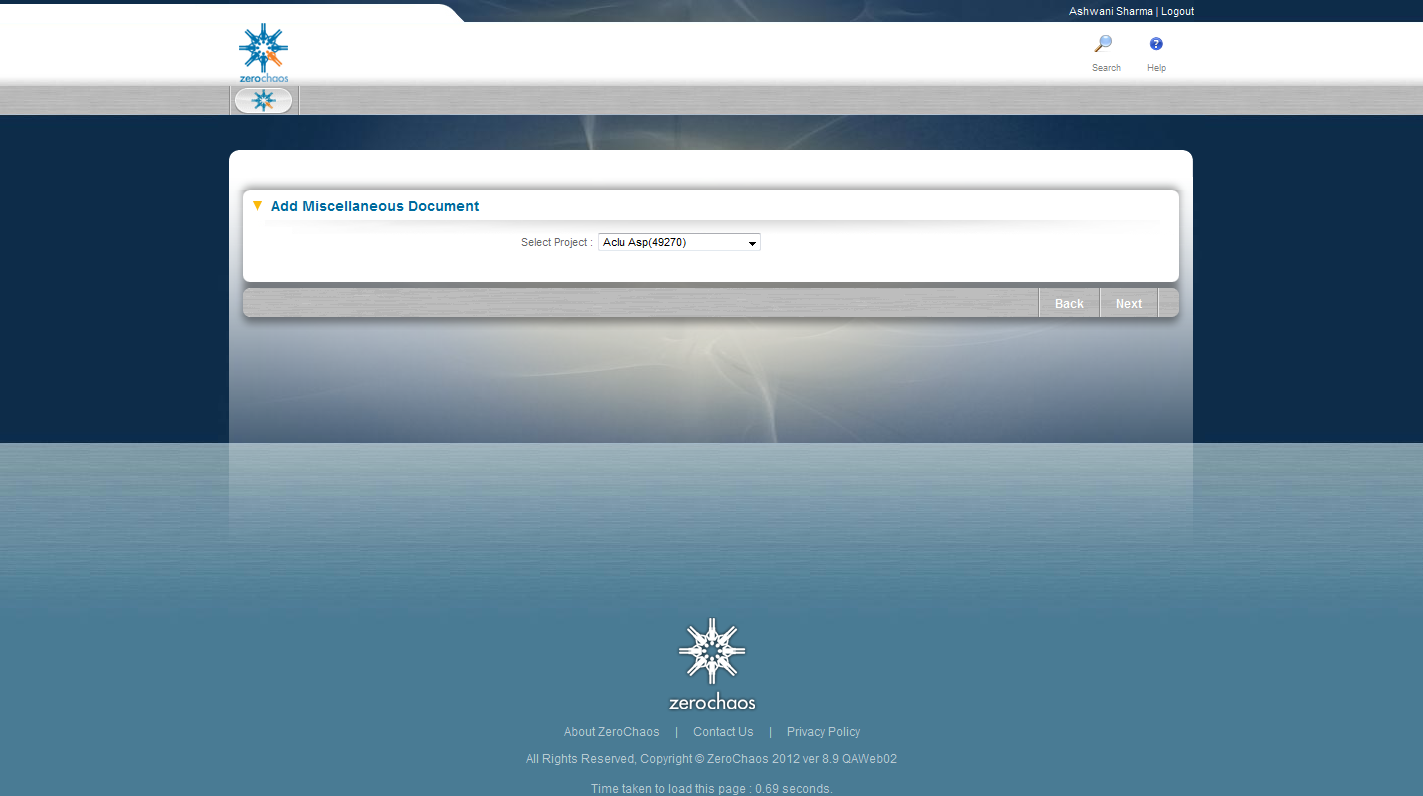 Ashwani Sharma | Logout
zerochaos
Search Help
Add Miscellaneous Document
Select Project : Aclu Asp(49270)
Back Next
zerochaos
About ZeroChaos | Contact Us | Privacy Policy
All Rights Reserved, Copyright © ZeroChaos 2012 ver 8.9 QAWeb02
Time taken to load this page : 0.69 seconds.